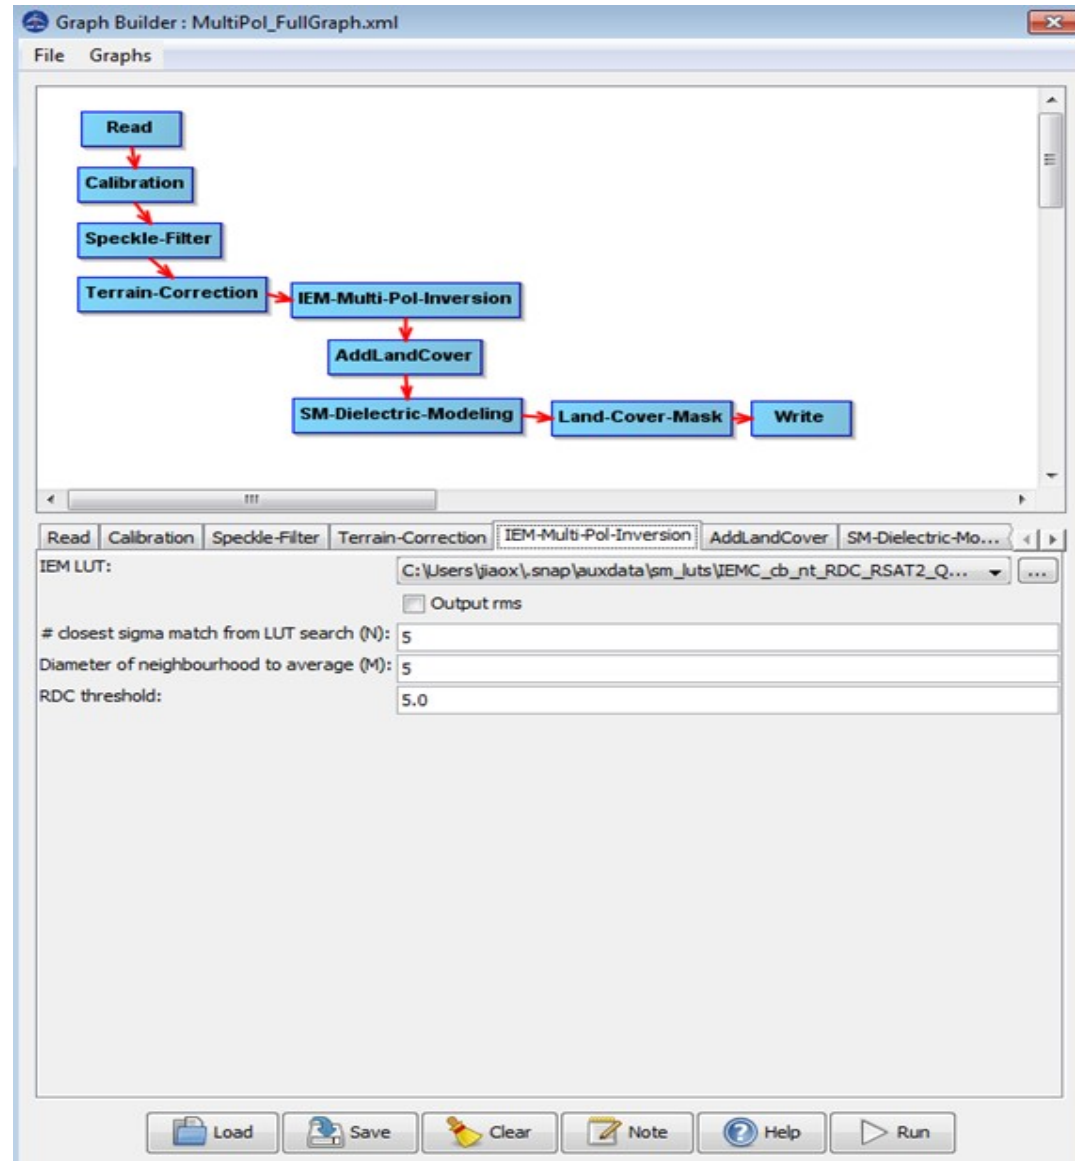 Graph Builder : MultiPol_FullGraph.xml
File Graphs
Read
Calibration
Speckle-Filter
Terrain-Correction
IEM-Multi-Pol-Inversion
AddLandCover
SM-Dielectric-Modeling
Land-Cover-Mask
Write
Read Calibration Speckle-Filter Terrain-Correction IEM-Multi-Pol-Inversion AddLandCover SM-Dielectric-Mo...
IEM LUT: C:\Users\jiaox\.snap\auxdata\sm_luts\IEMC_cb_nt_RDC_RSAT2_Q... ...
Output rms
# closest sigma match from LUT search (N): 5
Diameter of neighbourhood to average (M): 5
RDC threshold: 5.0
Load Save Clear Note Help Run